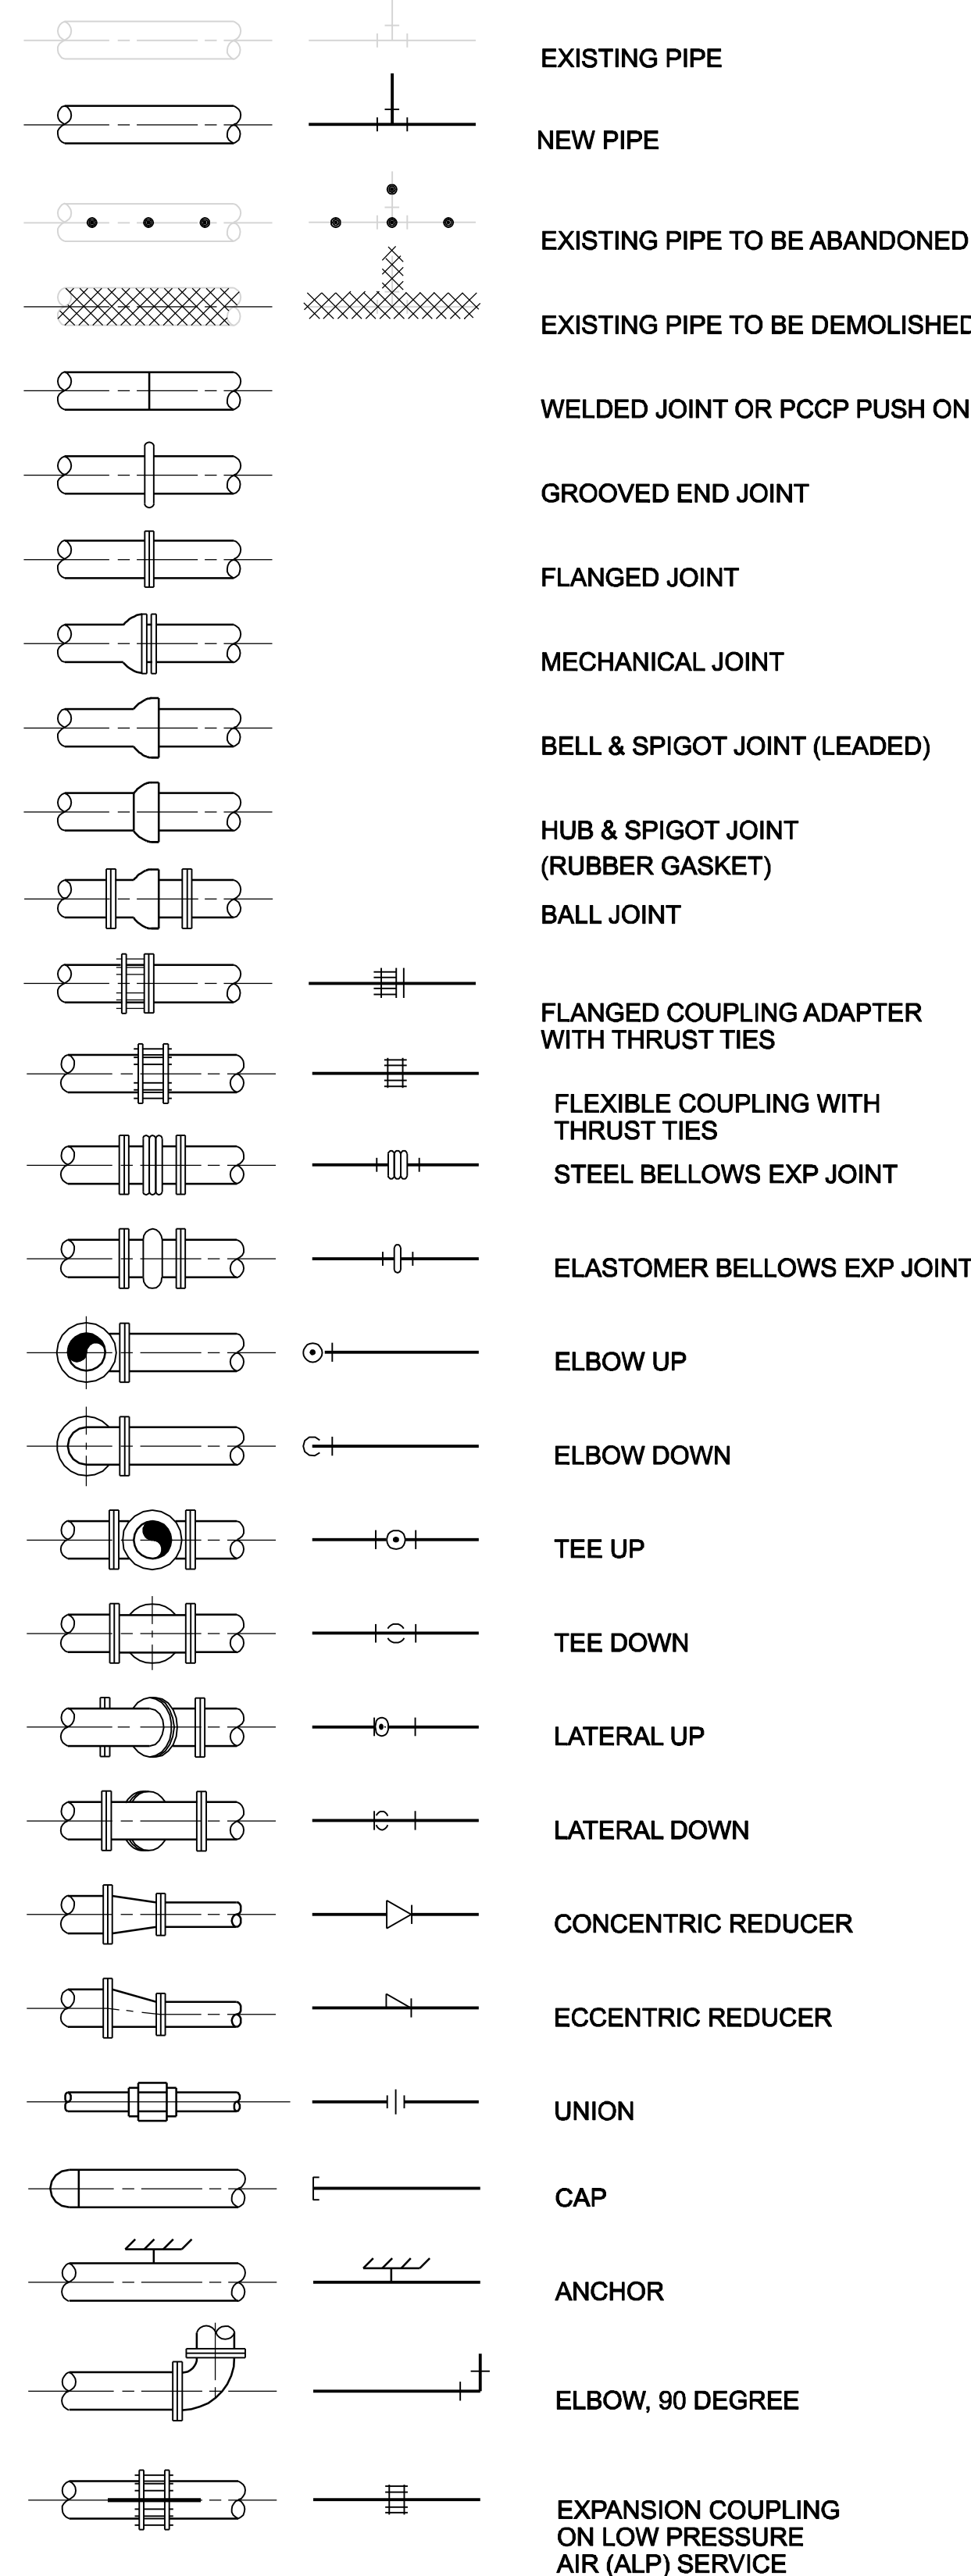 EXISTING PIPE
NEW PIPE
EXISTING PIPE TO BE ABANDONED
EXISTING PIPE TO BE DEMOLISHED
WELDED JOINT OR PCCP PUSH ON
GROOVED END JOINT
FLANGED JOINT
MECHANICAL JOINT
BELL & SPIGOT JOINT (LEADED)
HUB & SPIGOT JOINT
(RUBBER GASKET)
BALL JOINT
FLANGED COUPLING ADAPTER
WITH THRUST TIES
FLEXIBLE COUPLING WITH
THRUST TIES
STEEL BELLOWS EXP JOINT
ELASTOMER BELLOWS EXP JOINT
ELBOW UP
ELBOW DOWN
TEE UP
TEE DOWN
LATERAL UP
LATERAL DOWN
CONCENTRIC REDUCER
ECCENTRIC REDUCER
UNION
CAP
ANCHOR
ELBOW, 90 DEGREE
EXPANSION COUPLING
ON LOW PRESSURE
AIR (ALP) SERVICE